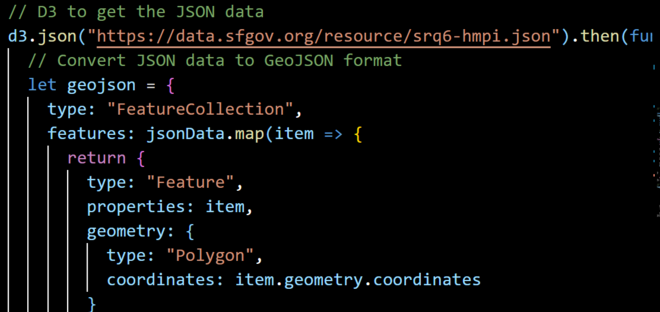 // D3 to get the JSON data
d3.json("https://data.sfgov.org/resource/srq6-hmpi.json").then(fun
// Convert JSON data to GeoJSON format
let geojson = {
type: "FeatureCollection",
features: jsonData.map(item => {
return {
type: "Feature",
properties: item,
geometry: {
type: "Polygon",
coordinates: item.geometry.coordinates
}